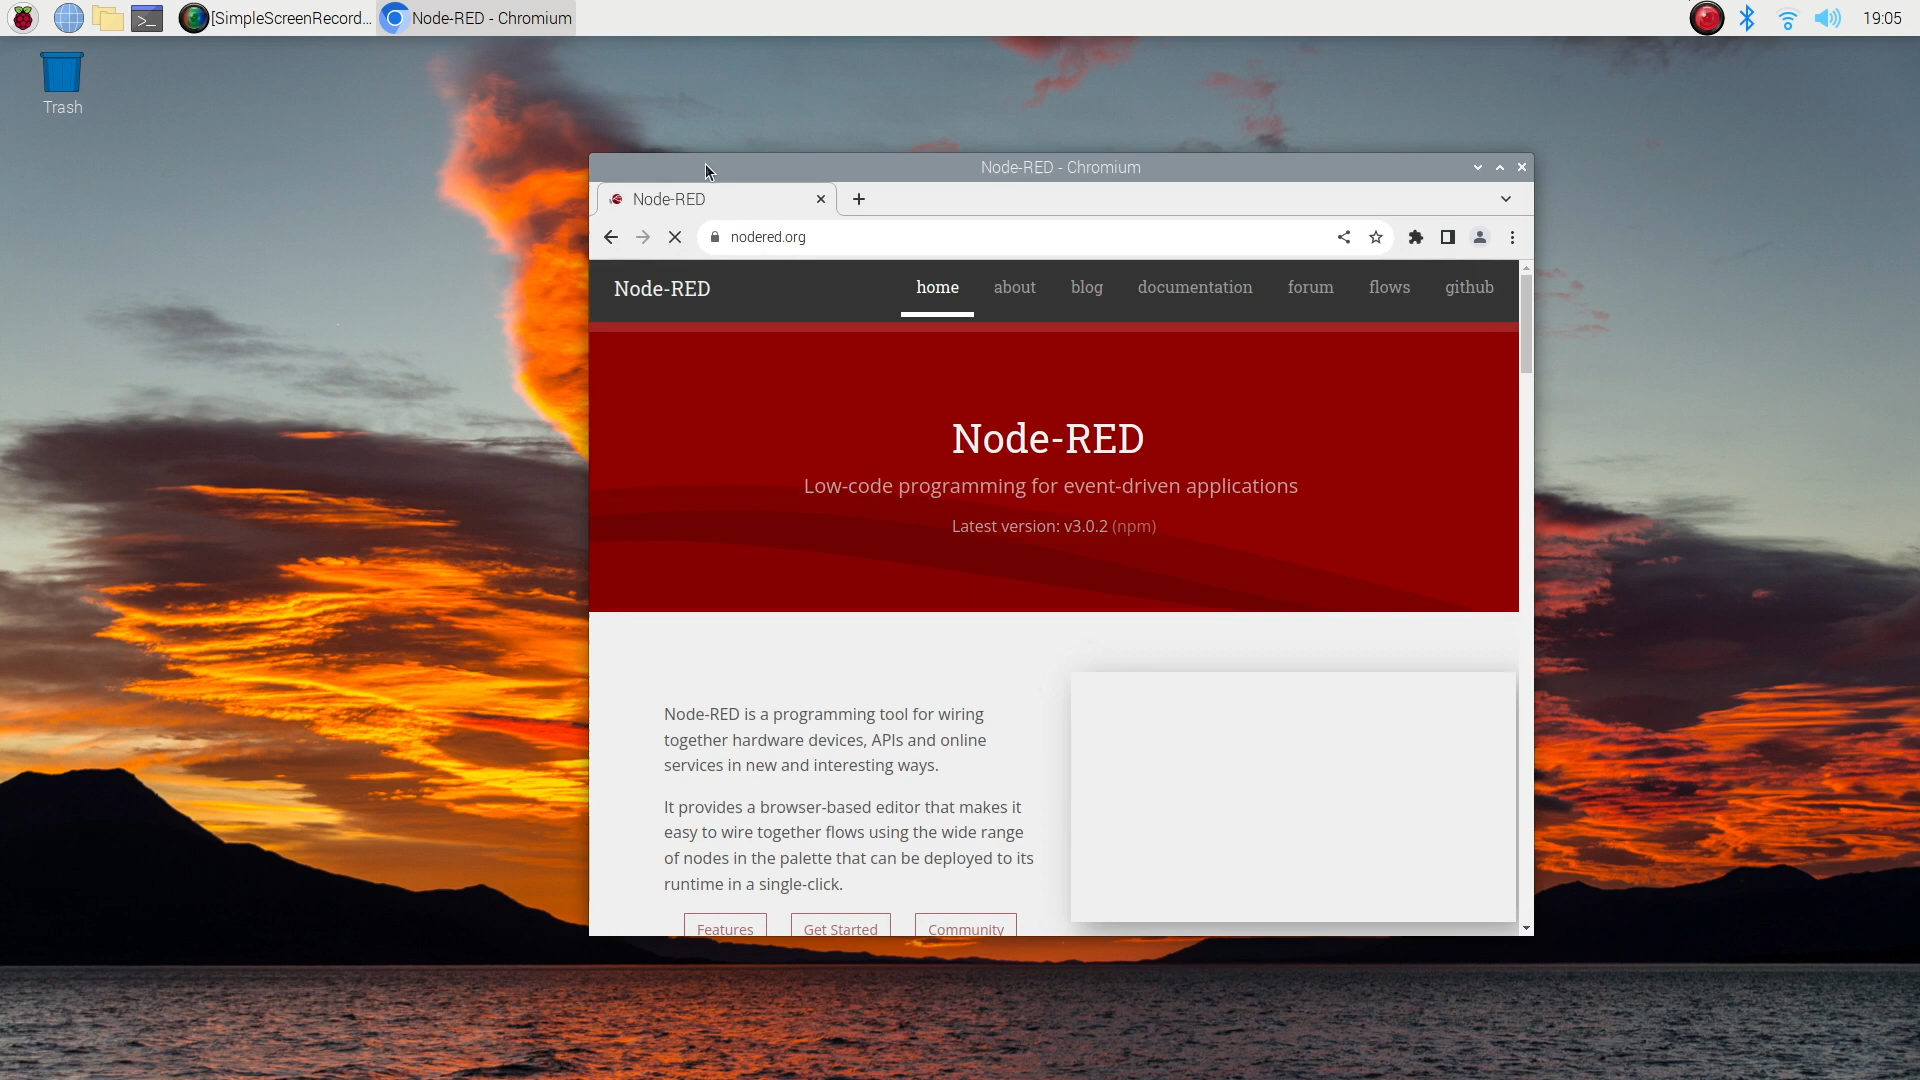 [SimpleScreenRecord...
Node-RED - Chromium
19:05
Trash
Node-RED - Chromium
Node-RED
nodered.org
Node-RED
home
about
blog
documentation
forum
flows
github
Node-RED
Low-code programming for event-driven applications
Latest version: v3.0.2 (npm)
Node-RED is a programming tool for wiring
together hardware devices, APIs and online
services in new and interesting ways.
It provides a browser-based editor that makes it
easy to wire together flows using the wide range
of nodes in the palette that can be deployed to its
runtime in a single-click.
Features
Get Started
Community